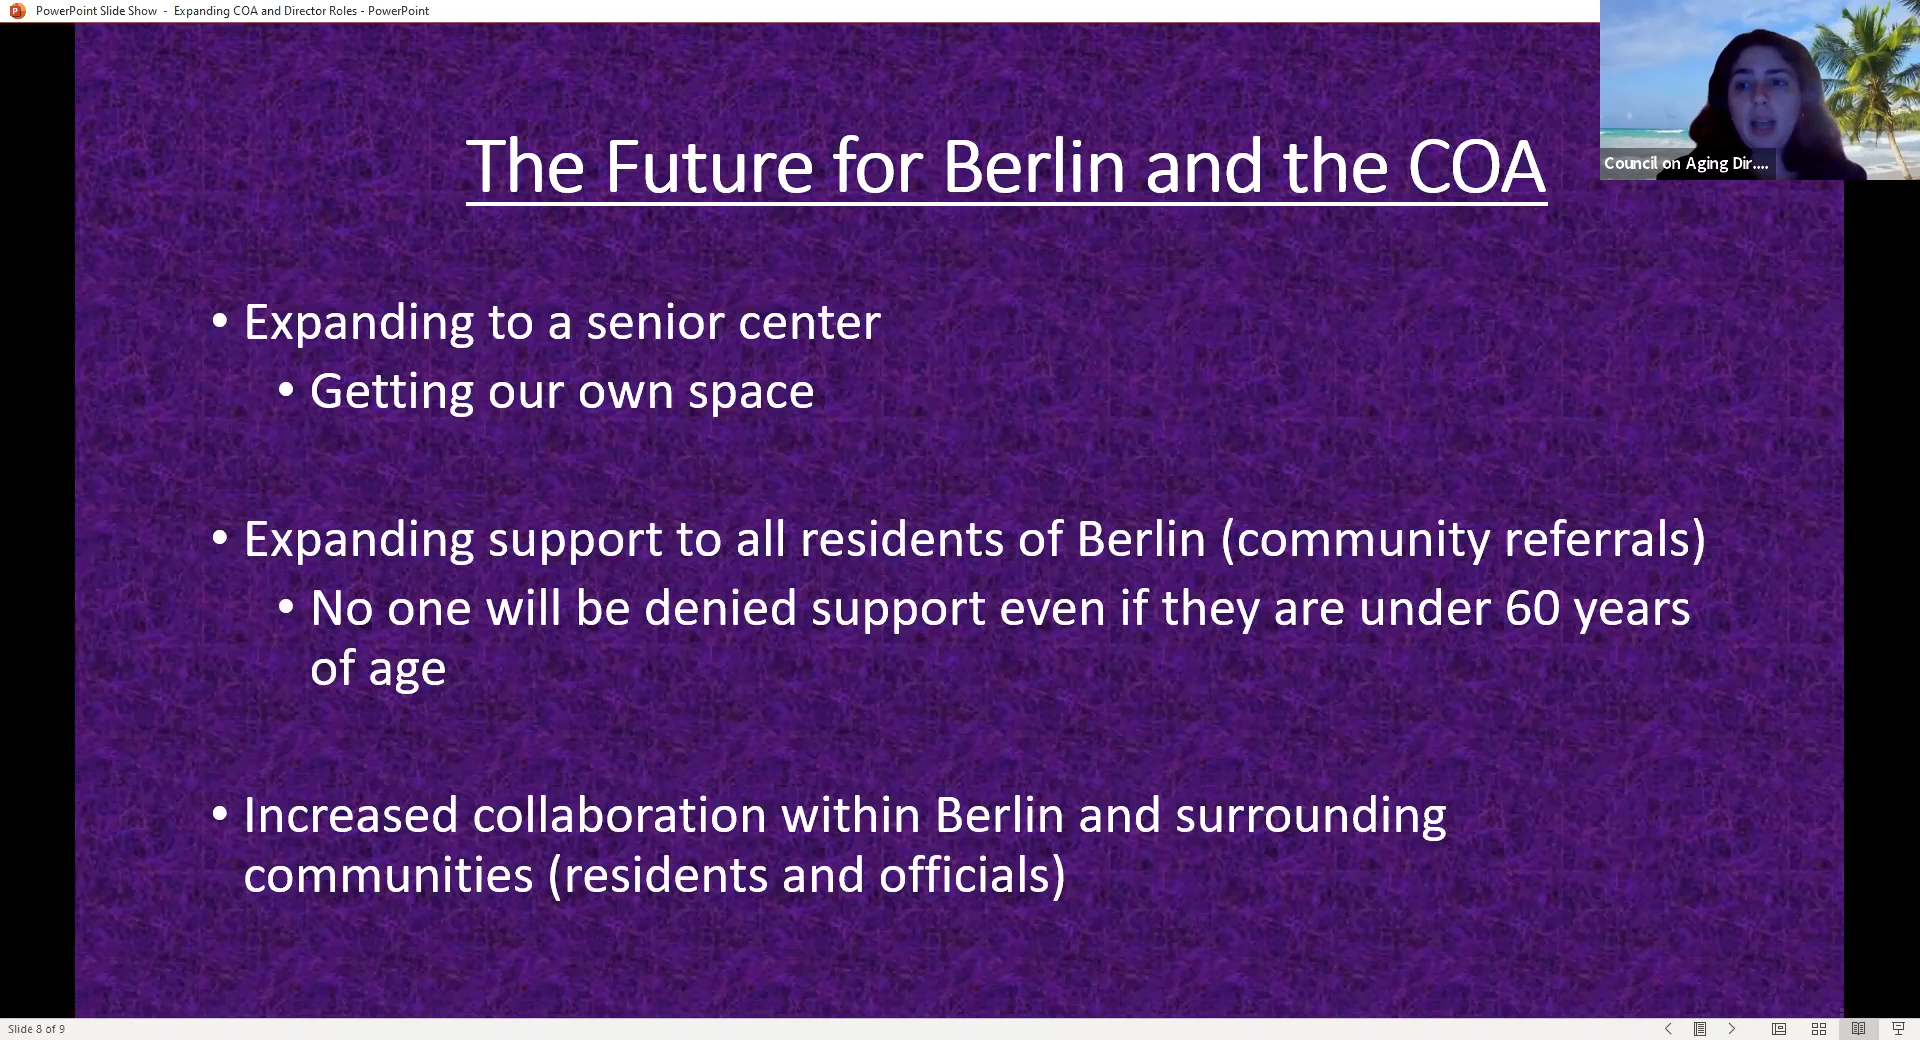 PowerPoint Slide Show - Expanding COA and Director Roles - PowerPoint
Council on Aging Dir....
The Future for Berlin and the COA
• Expanding to a senior center
• Getting our own space
• Expanding support to all residents of Berlin (community referrals)
• No one will be denied support even if they are under 60 years
of age
• Increased collaboration within Berlin and surrounding
communities (residents and officials)
Slide 8 of 9